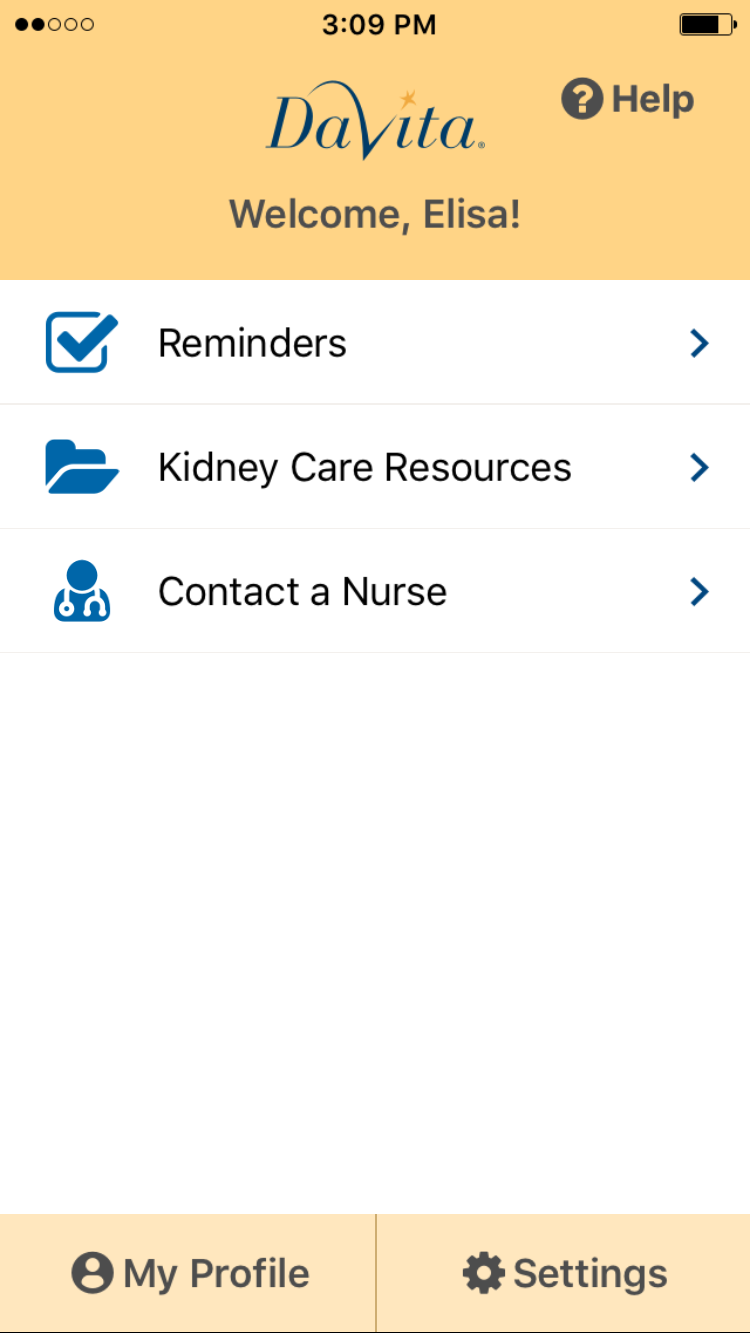 3:09 PM
DaVita®
Help
Welcome, Elisa!
Reminders
Kidney Care Resources
Contact a Nurse
My Profile
Settings